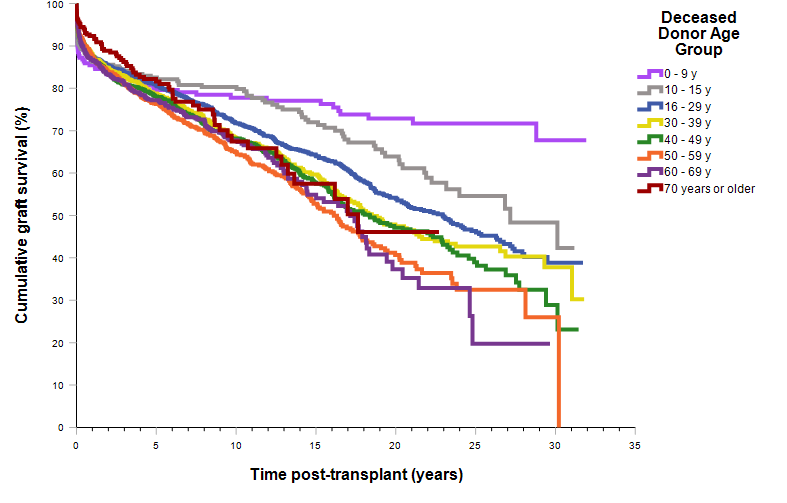 100
90
80
70
60
50
40
30
20
10
0
Cumulative graft survival (%)
0 5 10 15 20 25 30 35
Time post-transplant (years)
Deceased
Donor Age
Group
0 - 9 y
10 - 15 y
16 - 29 y
30 - 39 y
40 - 49 y
50 - 59 y
60 - 69 y
70 years or older